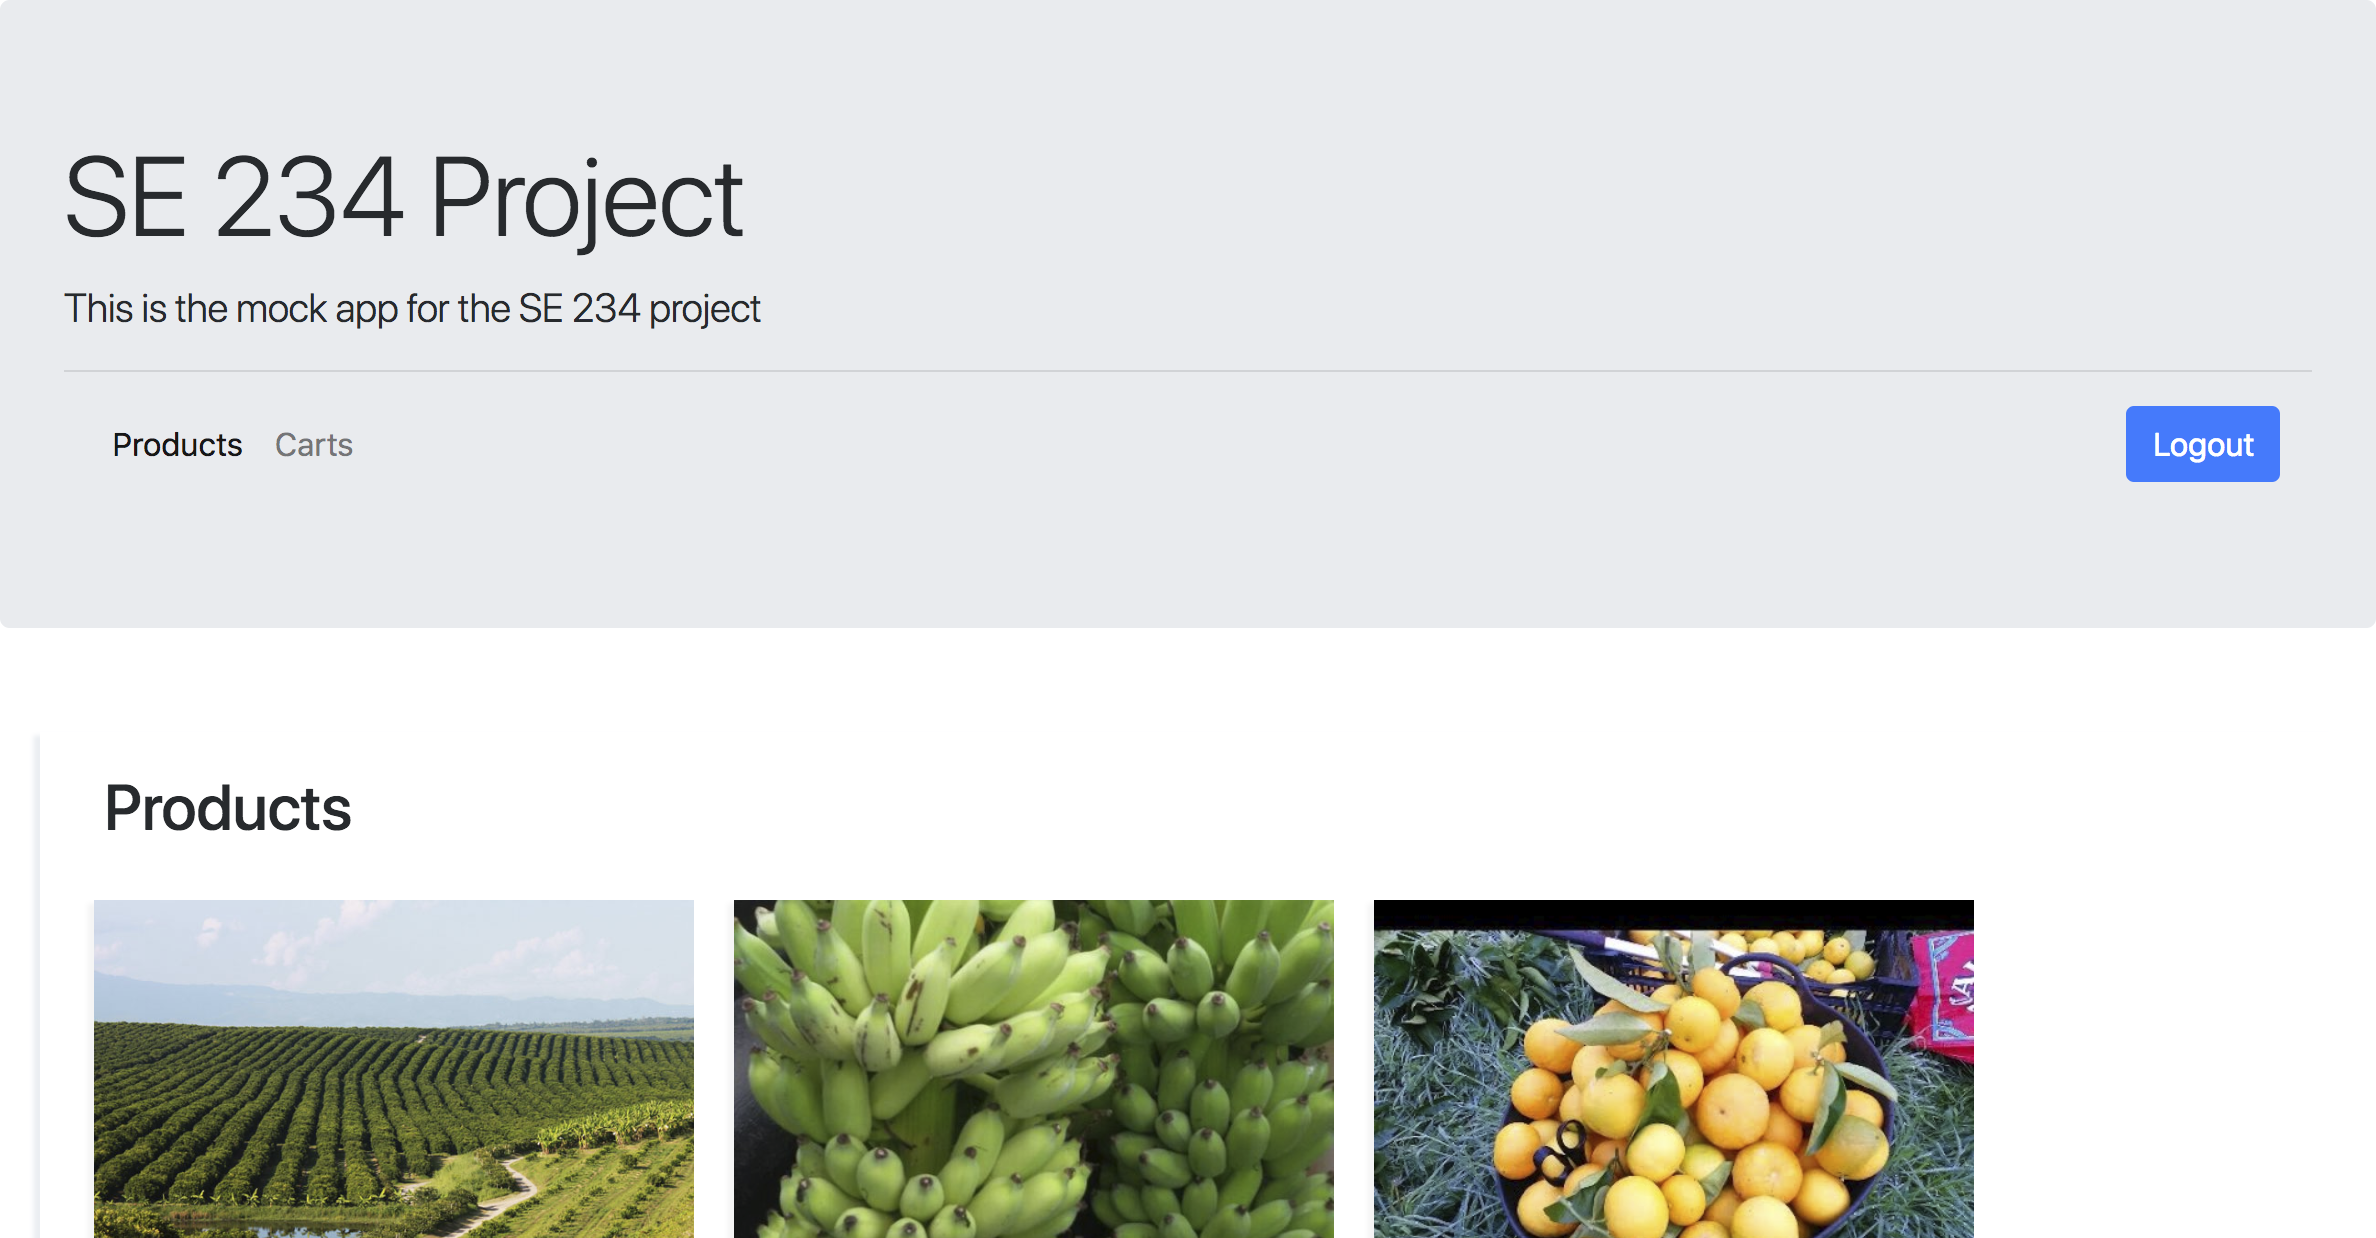 SE 234 Project
This is the mock app for the SE 234 project
Products Carts Logout
Products